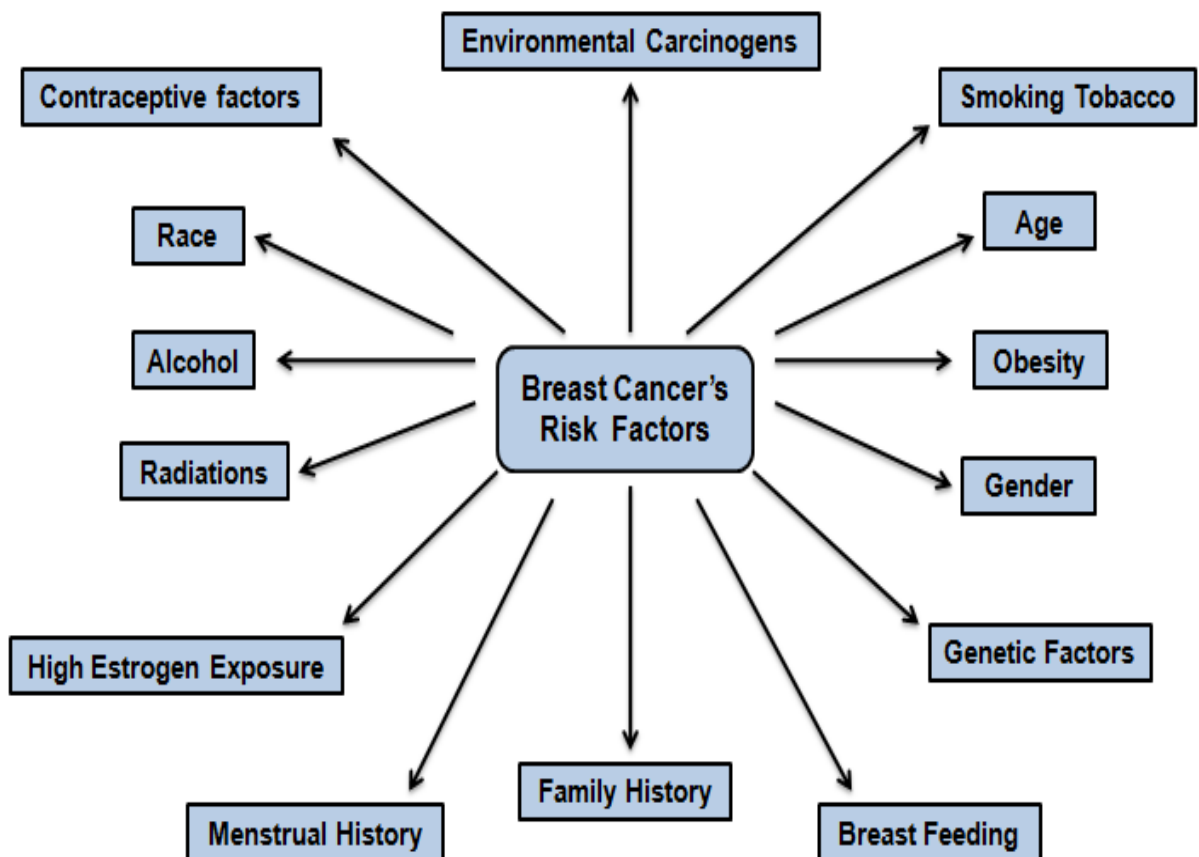 Environmental Carcinogens
Contraceptive factors
Smoking Tobacco
Race
Age
Alcohol
Breast Cancer's
Risk Factors
Obesity
Radiations
Gender
High Estrogen Exposure
Genetic Factors
Menstrual History
Family History
Breast Feeding